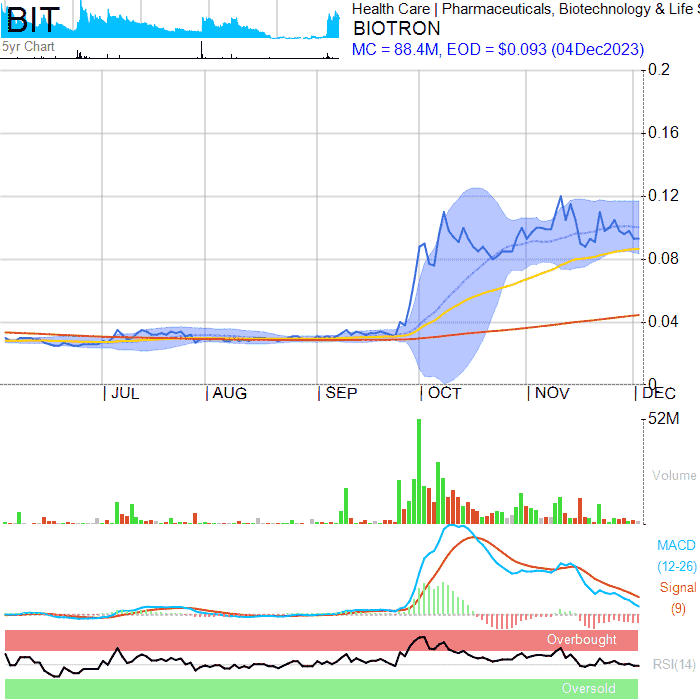 BIT
5yr Chart
Health Care | Pharmaceuticals, Biotechnology & Life S
BIOTRON
MC = 88.4M, EOD = $0.093 (04Dec2023)
0.2
0.16
0.12
0.08
0.04
0
JUL AUG SEP OCT NOV DEC
52M
Volume
MACD
(12-26)
Signal
(9)
Overbought
RSI(14)
Oversold